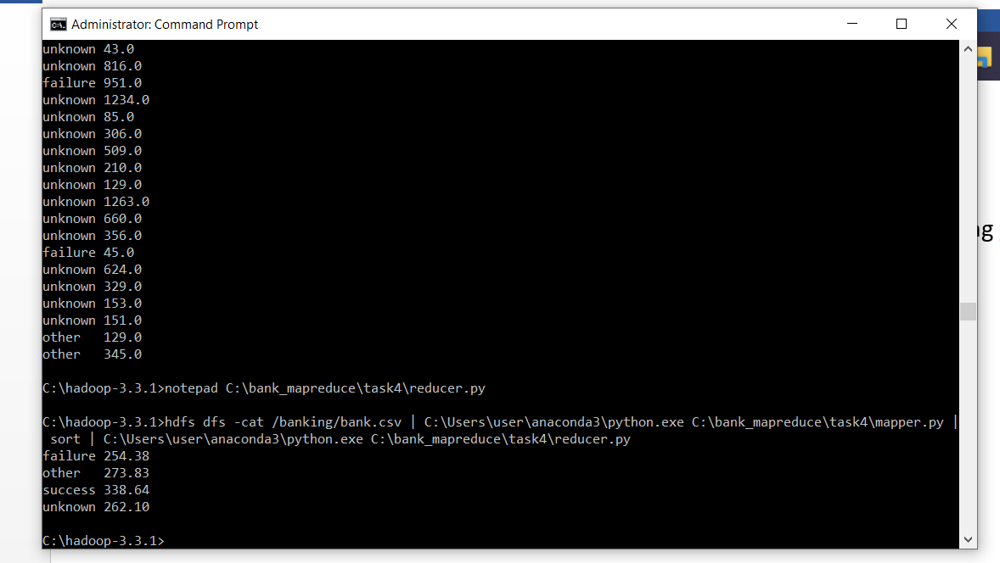 Administrator: Command Prompt
unknown 43.0
unknown 816.0
failure 951.0
unknown 1234.0
unknown 85.0
unknown 306.0
unknown 509.0
unknown 210.0
unknown 129.0
unknown 1263.0
unknown 660.0
unknown 356.0
failure 45.0
unknown 624.0
unknown 329.0
unknown 153.0
unknown 151.0
other   129.0
other   345.0
C:\hadoop-3.3.1>notepad C:\bank_mapreduce\task4\reducer.py
C:\hadoop-3.3.1>hdfs dfs -cat /banking/bank.csv | C:\Users\user\anaconda3\python.exe C:\bank_mapreduce\task4\mapper.py |
 sort | C:\Users\user\anaconda3\python.exe C:\bank_mapreduce\task4\reducer.py
failure 254.38
other   273.83
success 338.64
unknown 262.10
C:\hadoop-3.3.1>